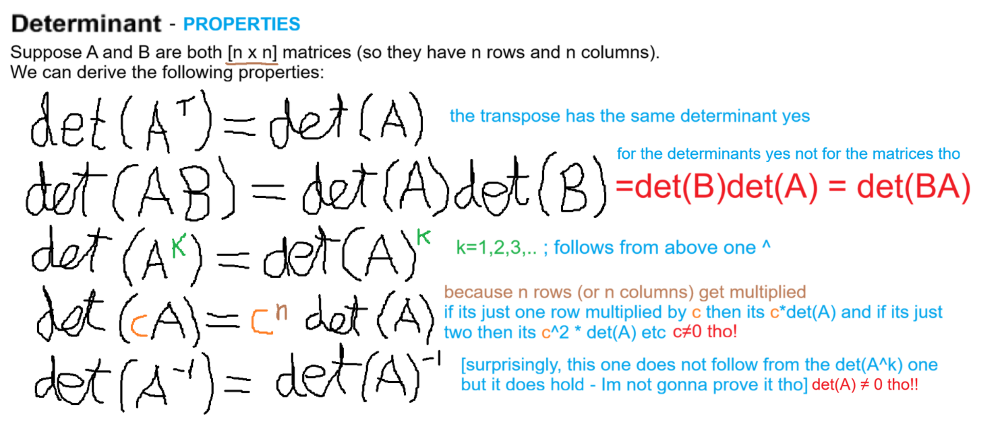 Determinant - PROPERTIES
Suppose A and B are both [n x n] matrices (so they have n rows and n columns).
We can derive the following properties:
det(A^T) = det(A) the transpose has the same determinant yes
for the determinants yes not for the matrices tho
det(AB) = det(A)det(B) =det(B)det(A) = det(BA)
det(A^K) = det(A)^K k=1,2,3,.. ; follows from above one ^
because n rows (or n columns) get multiplied
det(cA) = c^n det(A) if its just one row multiplied by c then its c*det(A) and if its just
two then its c^2 * det(A) etc c≠0 tho!
det(A^-1) = det(A)^-1 [surprisingly, this one does not follow from the det(A^k) one
but it does hold - Im not gonna prove it tho] det(A) ≠ 0 tho!!